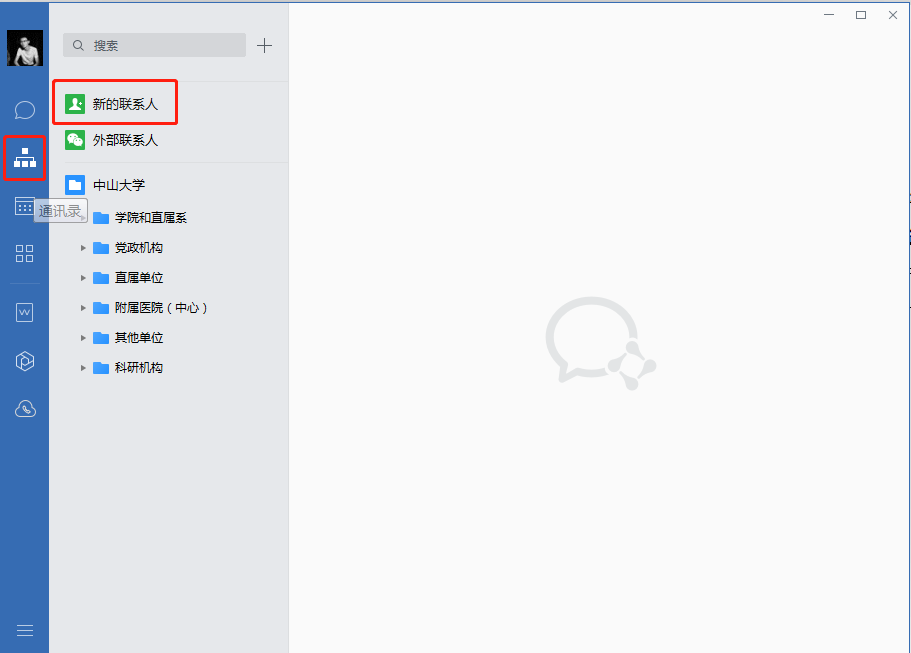 搜索
新的联系人
外部联系人
中山大学
通讯录
学院和直属系
党政机构
直属单位
附属医院（中心）
其他单位
科研机构